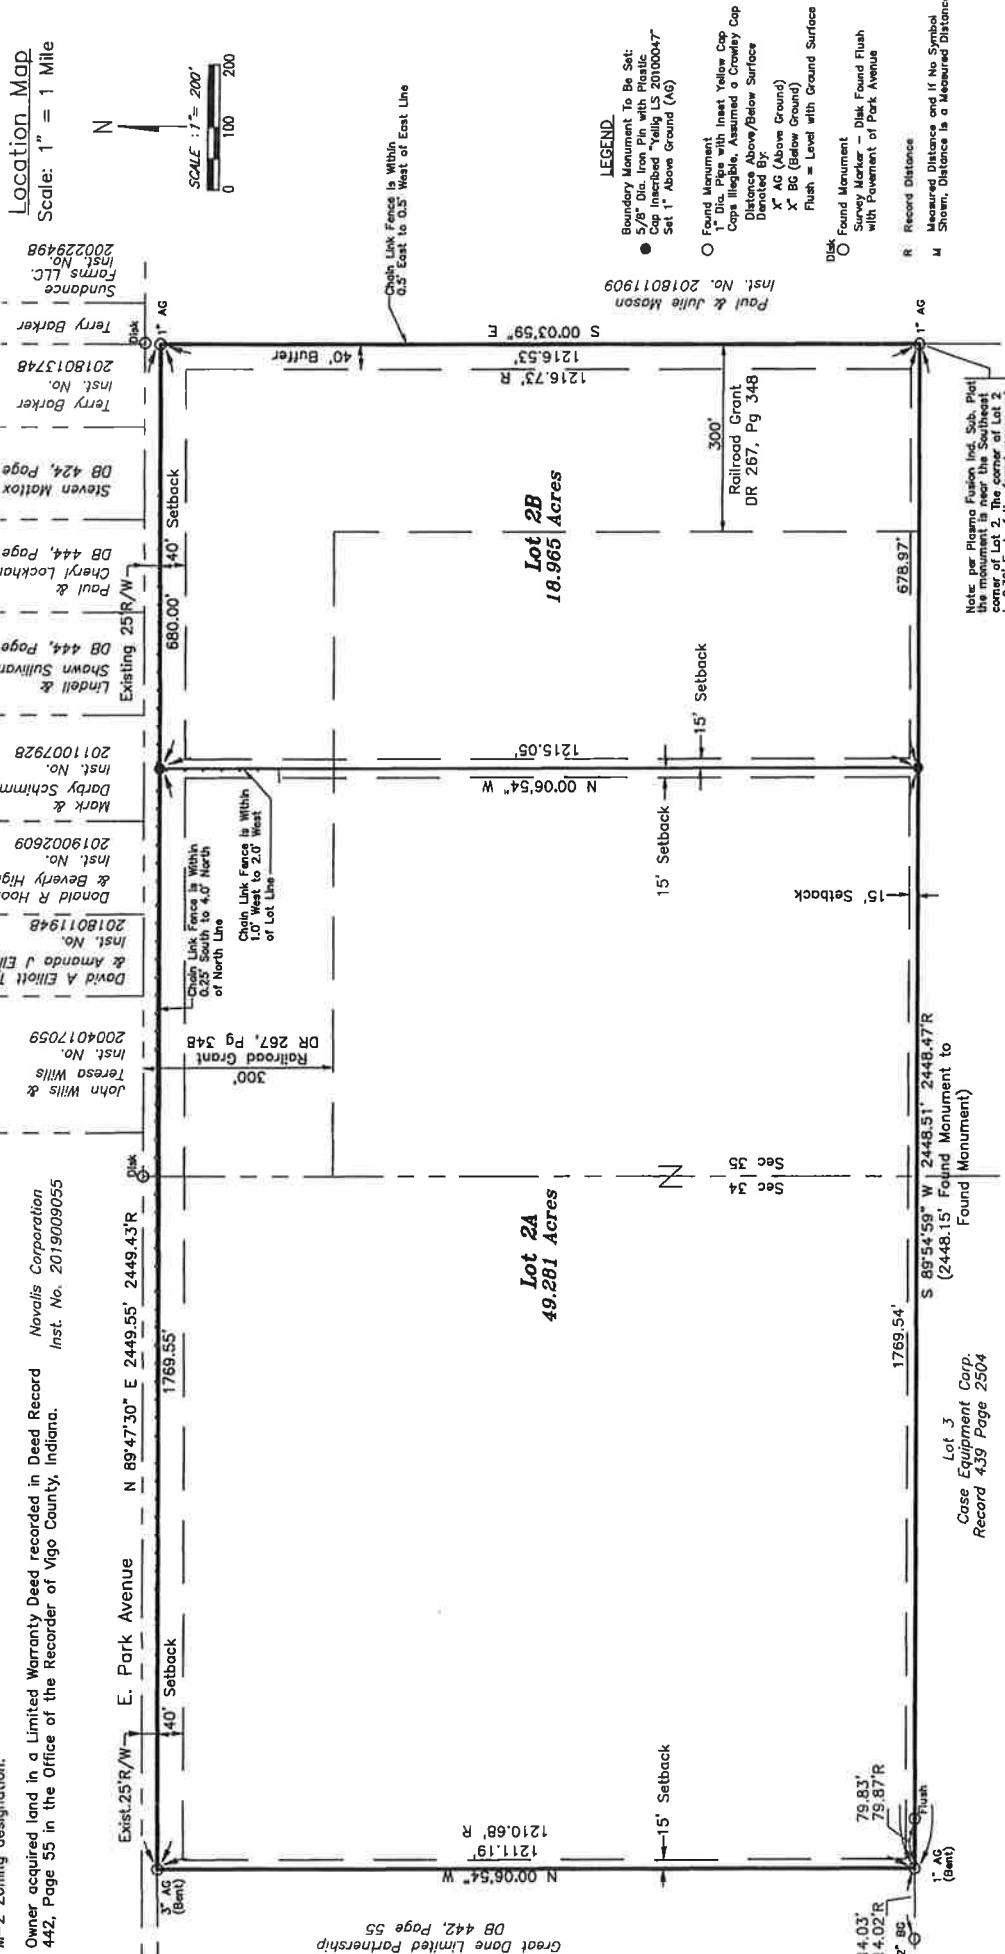 M-2 zoning designation.
Owner acquired land in a Limited Warranty Deed recorded in Deed Record
442, Page 55 in the Office of the Recorder of Vigo County, Indiana.
Novalis Corporation
Inst. No. 2019009055
John Wills &
Teresa Wills
Inst. No.
2004017059
David A Elliott
& Amanda J
Inst. No.
2018011948
Donald R
& Beverly
Inst. No.
2019002609
Mark &
Darby
Inst. No.
2011007928
Lindell &
Shawn Sullivan
DB 444, Page
Paul &
Cheryl
DB 444, Page
Steven Mattox
DB 424, Page
Terry Barker
Inst. No.
2018013748
Terry Barker
Sundance
Farms LLC.
Inst. No.
200229498
Location Map
Scale: 1" = 1 Mile
N
SCALE : 1" = 200'
0 100 200
Exist.25'R/W
E. Park Avenue
N 89°47'30" E 2449.55' 2449.43'R
Disk
Existing 25'R/W
Disk
1" AG
3" AG
(Bent)
40' Setback
1769.55'
680.00'
40' Setback
Chain Link Fence is Within
0.25' South to 4.0' North
of North Line
Chain Link Fence is Within
1.0' West to 2.0' West
of Lot Line
Chain Link Fence is Within
0.5' East to 0.5' West of East Line
300'
Railroad Grant
DR 267, Pg 348
40' Buffer
Great Dane Limited Partnership
DB 442, Page 55
N 00°06'54" W
1211.19'
1210.68' R
15' Setback
Lot 2A
49.281 Acres
Sec 34
Sec 35
N 00°06'54" W
1215.05'
15' Setback
15' Setback
15' Setback
Lot 2B
18.965 Acres
300'
Railroad Grant
DR 267, Pg 348
1216.73' R
1216.53'
S 00°03'59" E
Paul & Julie Mason
Inst. No. 2018011909
79.83'
79.87'R
Flush
1" AG
(Bent)
1769.54'
678.97'
1" AG
S 89°54'59" W 2448.51' 2448.47'R
(2448.15' Found Monument to
Found Monument)
Lot 3
Case Equipment Corp.
Record 439 Page 2504
Note: per Plasma Fusion Ind. Sub. Plat
the monument is near the Southeast
corner of Lot 2. The corner of Lot 2
LEGEND
Boundary Monument To Be Set:
5/8" Dia. Iron Pin with Plastic
Cap Inscribed "Yellig LS 20100047"
Set 1" Above Ground (AG)
Found Monument
1" Dia. Pipe with Inset Yellow Cap
Caps Illegible, Assumed a Crowley Cap
Distance Above/Below Surface
Denoted By:
X" AG (Above Ground)
X" BG (Below Ground)
Flush = Level with Ground Surface
Disk
Found Monument
Survey Marker - Disk Found Flush
with Pavement of Park Avenue
R Record Distance
M Measured Distance and If No Symbol
Shown, Distance is a Measured Distance